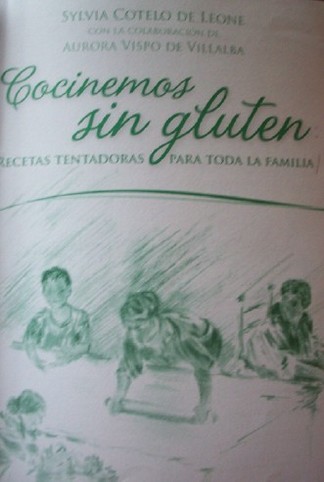 Sylvia Cotelo de Leone
con la colaboración de
Aurora Vispo de Villalba
Cocinemos
sin gluten
Recetas tentadoras para toda la familia